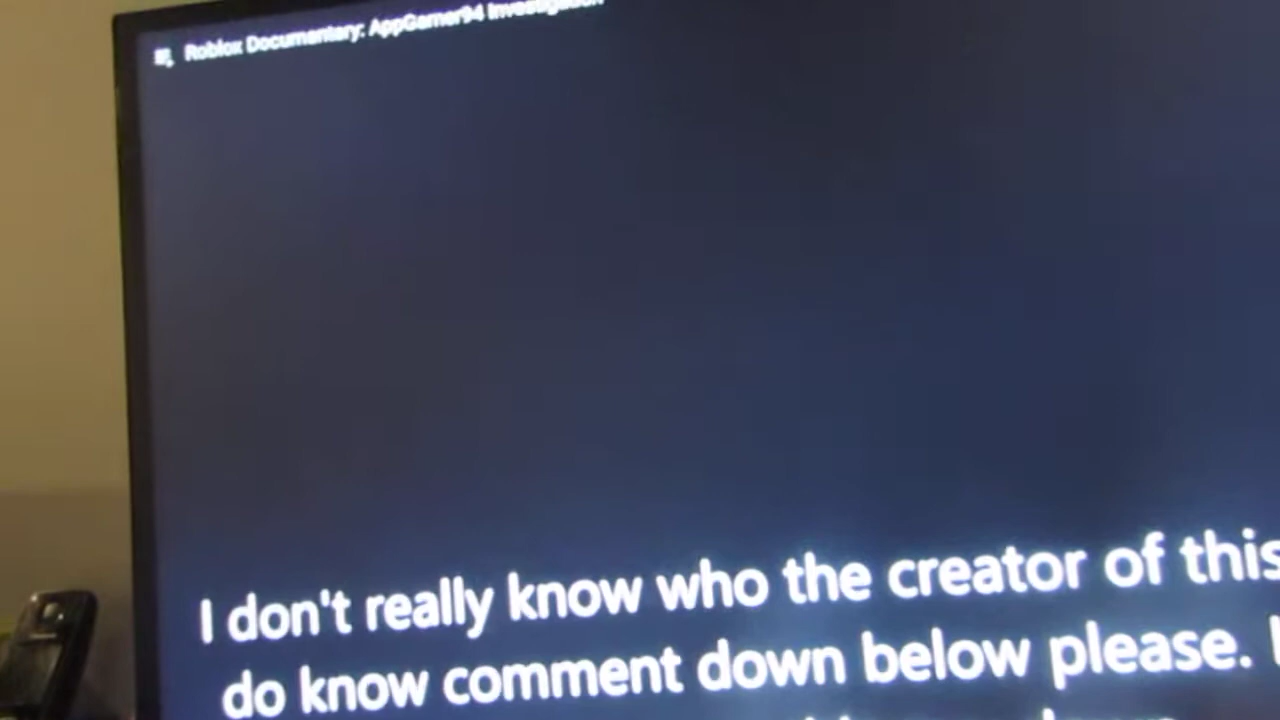 Roblox Documentary: AppGamer94 Investigation
I don't really know who the creator of this
do know comment down below please.